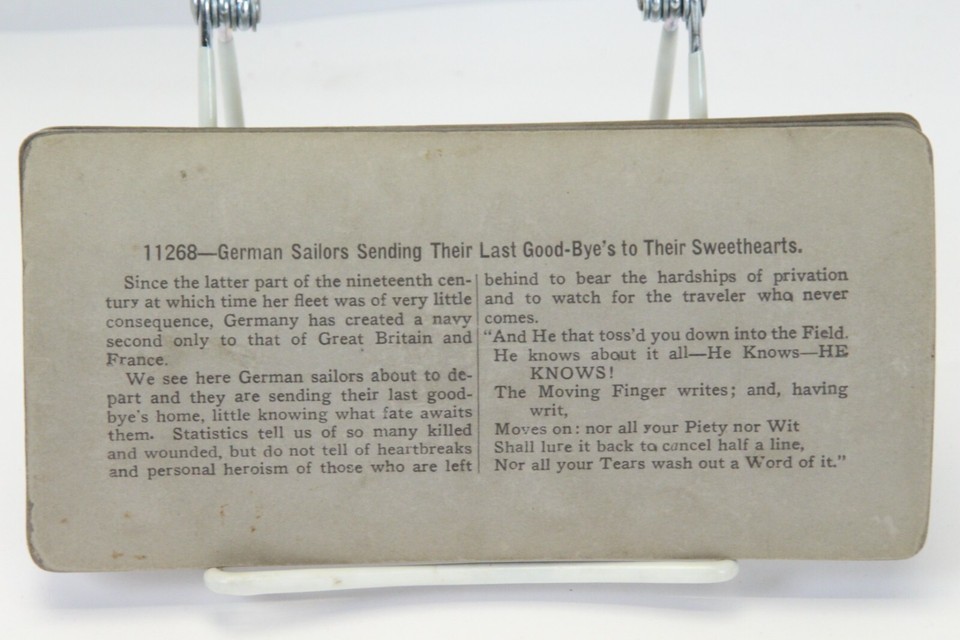 11268—German Sailors Sending Their Last Good-Bye's to Their Sweethearts.
Since the latter part of the nineteenth cen-
tury at which time her fleet was of very little
consequence, Germany has created a navy
second only to that of Great Britain and
France.
We see here German sailors about to de-
part and they are sending their last good-
bye's home, little knowing what fate awaits
them. Statistics tell us of so many killed
and wounded, but do not tell of heartbreaks
and personal heroism of those who are left
behind to bear the hardships of privation
and to watch for the traveler who never
comes.
"And He that toss'd you down into the Field.
He knows about it all—He Knows—HE
KNOWS!
The Moving Finger writes; and, having
writ,
Moves on: nor all your Piety nor Wit
Shall lure it back to cancel half a line,
Nor all your Tears wash out a Word of it."